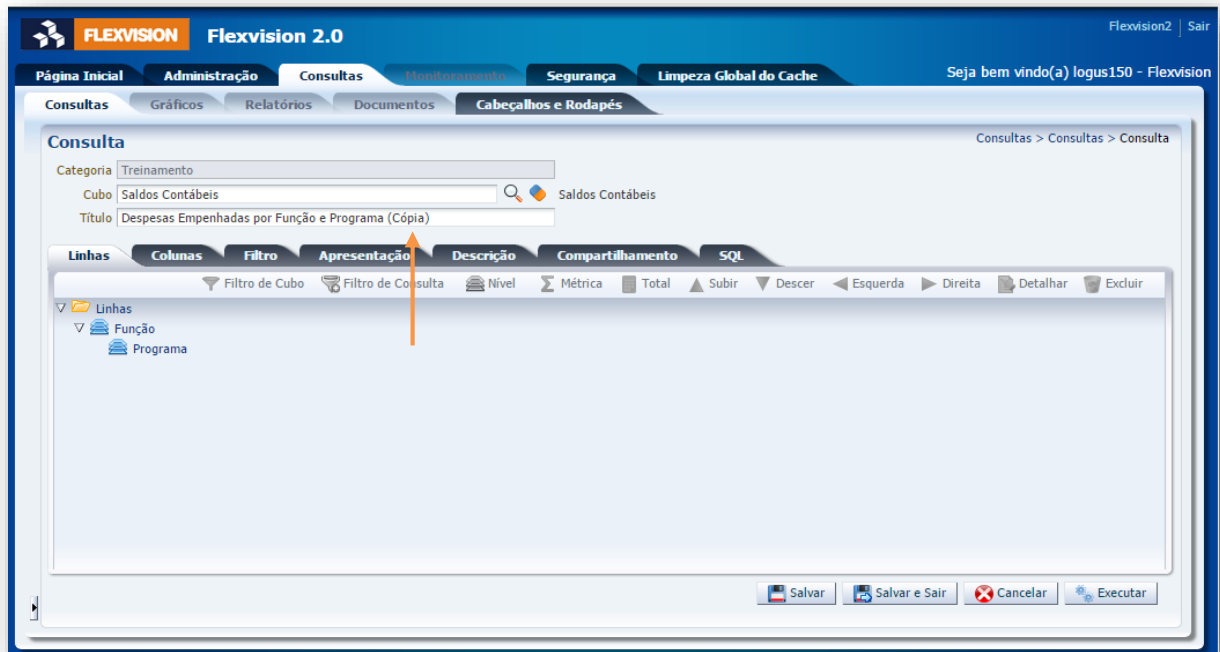 FLEXVISION Flexvision 2.0 Flexvision2 | Sair
Página Inicial Administração Consultas Monitoramento Segurança Limpeza Global do Cache Seja bem vindo(a) logus150 - Flexvision
Consultas Gráficos Relatórios Documentos Cabeçalhos e Rodapés
Consulta Consultas > Consultas > Consulta
Categoria Treinamento
Cubo Saldos Contábeis Saldos Contábeis
Título Despesas Empenhadas por Função e Programa (Cópia)
Linhas Colunas Filtro Apresentação Descrição Compartilhamento SQL
Filtro de Cubo Filtro de Consulta Nível Métrica Total Subir Descer Esquerda Direita Detalhar Excluir
Linhas
Função
Programa
Salvar Salvar e Sair Cancelar Executar